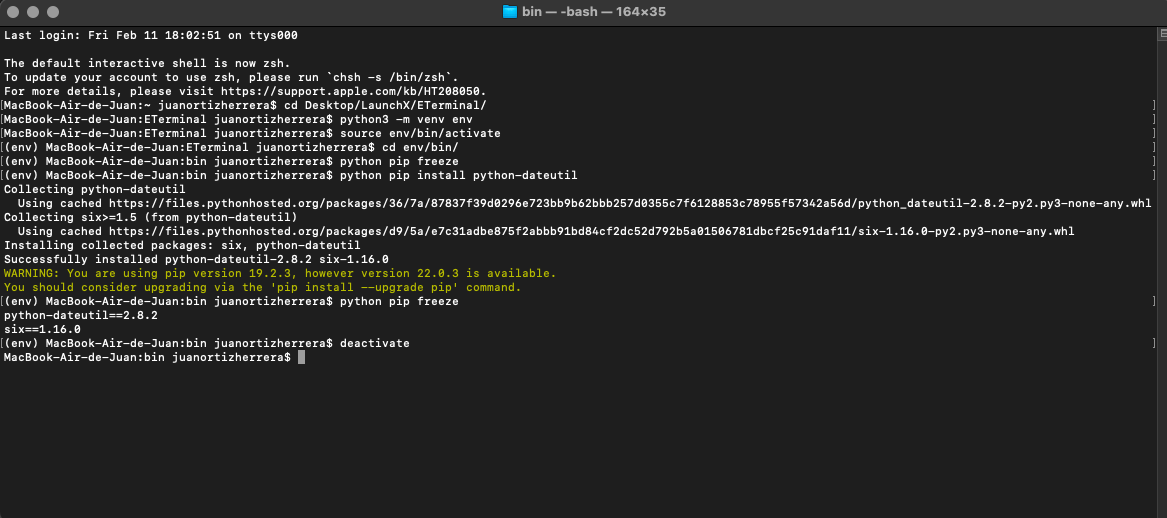 bin — -bash — 164×35
Last login: Fri Feb 11 18:02:51 on ttys000
The default interactive shell is now zsh.
To update your account to use zsh, please run `chsh -s /bin/zsh`.
For more details, please visit https://support.apple.com/kb/HT208050.
[MacBook-Air-de-Juan:~ juanortizherrera$ cd Desktop/LaunchX/ETerminal/ ]
[MacBook-Air-de-Juan:ETerminal juanortizherrera$ python3 -m venv env ]
[MacBook-Air-de-Juan:ETerminal juanortizherrera$ source env/bin/activate ]
[(env) MacBook-Air-de-Juan:ETerminal juanortizherrera$ cd env/bin/ ]
[(env) MacBook-Air-de-Juan:bin juanortizherrera$ python pip freeze ]
[(env) MacBook-Air-de-Juan:bin juanortizherrera$ python pip install python-dateutil ]
Collecting python-dateutil
  Using cached https://files.pythonhosted.org/packages/36/7a/87837f39d0296e723bb9b62bbb257d0355c7f6128853c78955f57342a56d/python_dateutil-2.8.2-py2.py3-none-any.whl
Collecting six>=1.5 (from python-dateutil)
  Using cached https://files.pythonhosted.org/packages/d9/5a/e7c31adbe875f2abbb91bd84cf2dc52d792b5a01506781dbcf25c91daf11/six-1.16.0-py2.py3-none-any.whl
Installing collected packages: six, python-dateutil
Successfully installed python-dateutil-2.8.2 six-1.16.0
WARNING: You are using pip version 19.2.3, however version 22.0.3 is available.
You should consider upgrading via the 'pip install --upgrade pip' command.
[(env) MacBook-Air-de-Juan:bin juanortizherrera$ python pip freeze ]
python-dateutil==2.8.2
six==1.16.0
[(env) MacBook-Air-de-Juan:bin juanortizherrera$ deactivate ]
MacBook-Air-de-Juan:bin juanortizherrera$